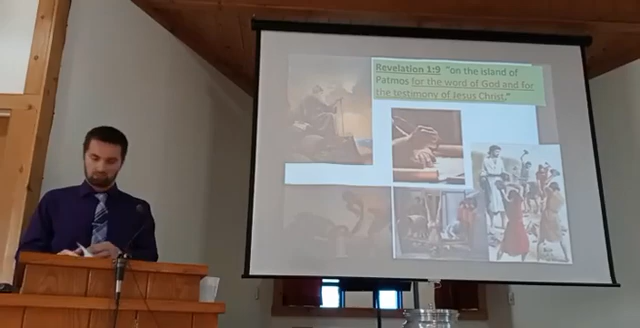 Revelation 1:9 "on the island of
Patmos for the word of God and for
the testimony of Jesus Christ."